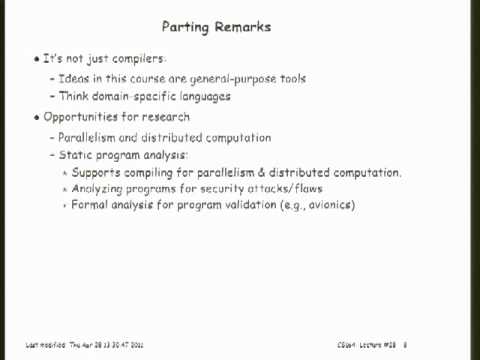 Parting Remarks
• It's not just compilers:
– Ideas in this course are general-purpose tools
– Think domain-specific languages
• Opportunities for research
– Parallelism and distributed computation
– Static program analysis:
* Supports compiling for parallelism & distributed computation.
* Analyzing programs for security attacks/flaws
* Formal analysis for program validation (e.g., avionics)
Last modified: Thu Apr 28 13:30:47 2011
CS164: Lecture #28